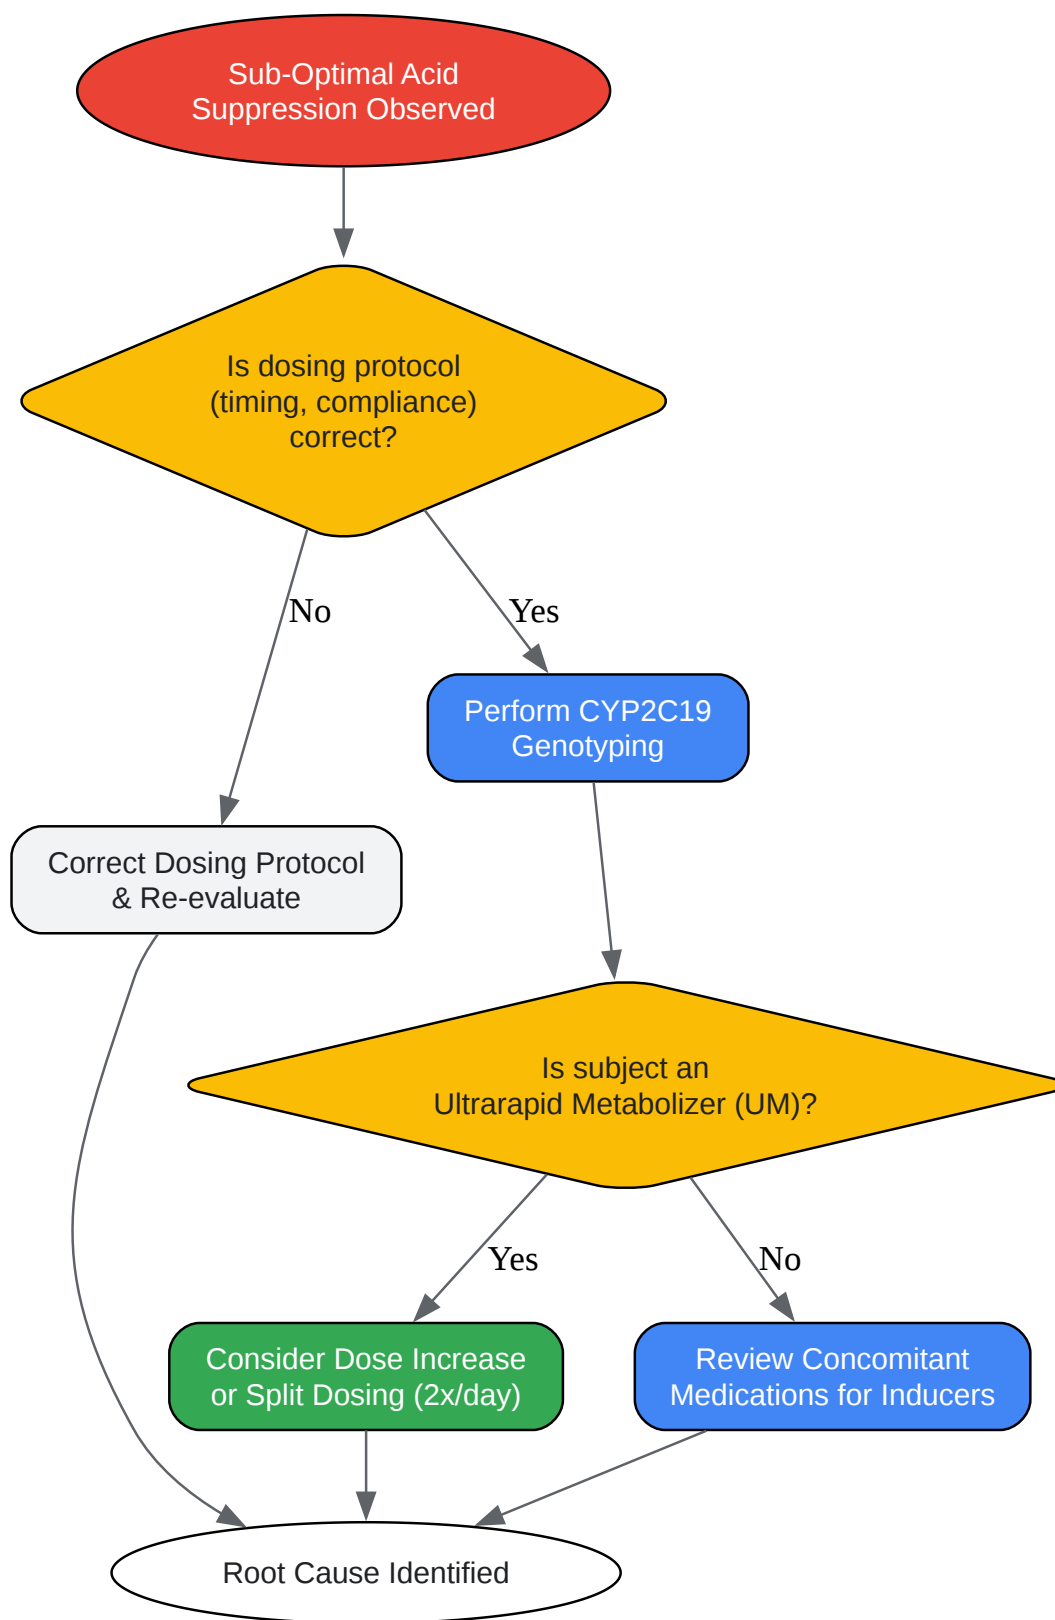 Sub-Optimal Acid
Suppression Observed
Is dosing protocol
(timing, compliance)
correct?
No
Yes
Perform CYP2C19
Genotyping
Correct Dosing Protocol
& Re-evaluate
Is subject an
Ultrarapid Metabolizer (UM)?
Yes
No
Consider Dose Increase
or Split Dosing (2x/day)
Review Concomitant
Medications for Inducers
Root Cause Identified